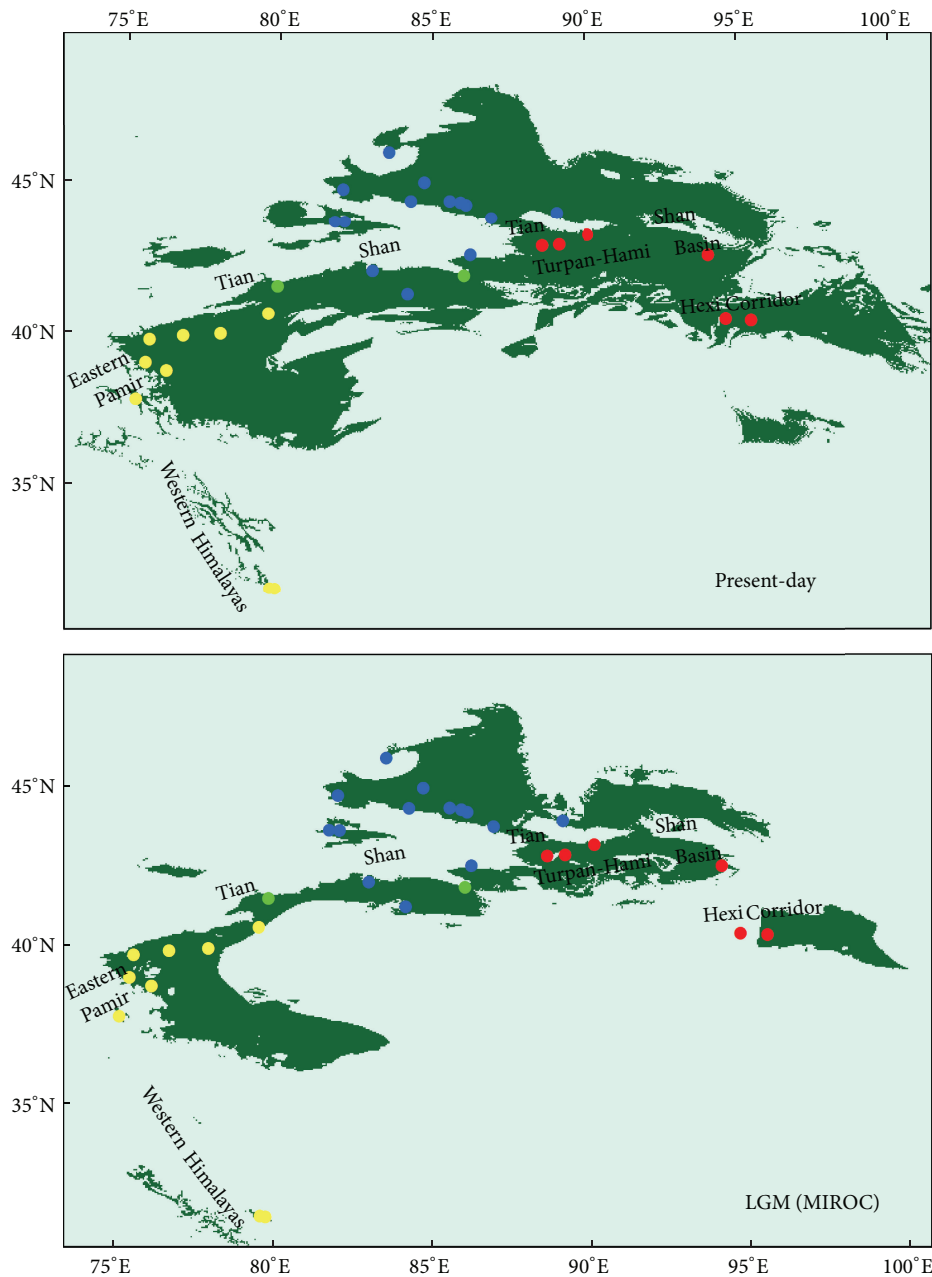 75°E 80°E 85°E 90°E 95°E 100°E
45°N
40°N
35°N
Tian Shan
Tian Shan
Turpan-Hami Basin
Hexi Corridor
Eastern
Pamir
Western Himalayas
Present-day
45°N
40°N
35°N
Tian Shan
Tian Shan
Turpan-Hami Basin
Hexi Corridor
Eastern
Pamir
Western Himalayas
LGM (MIROC)
75°E 80°E 85°E 90°E 95°E 100°E